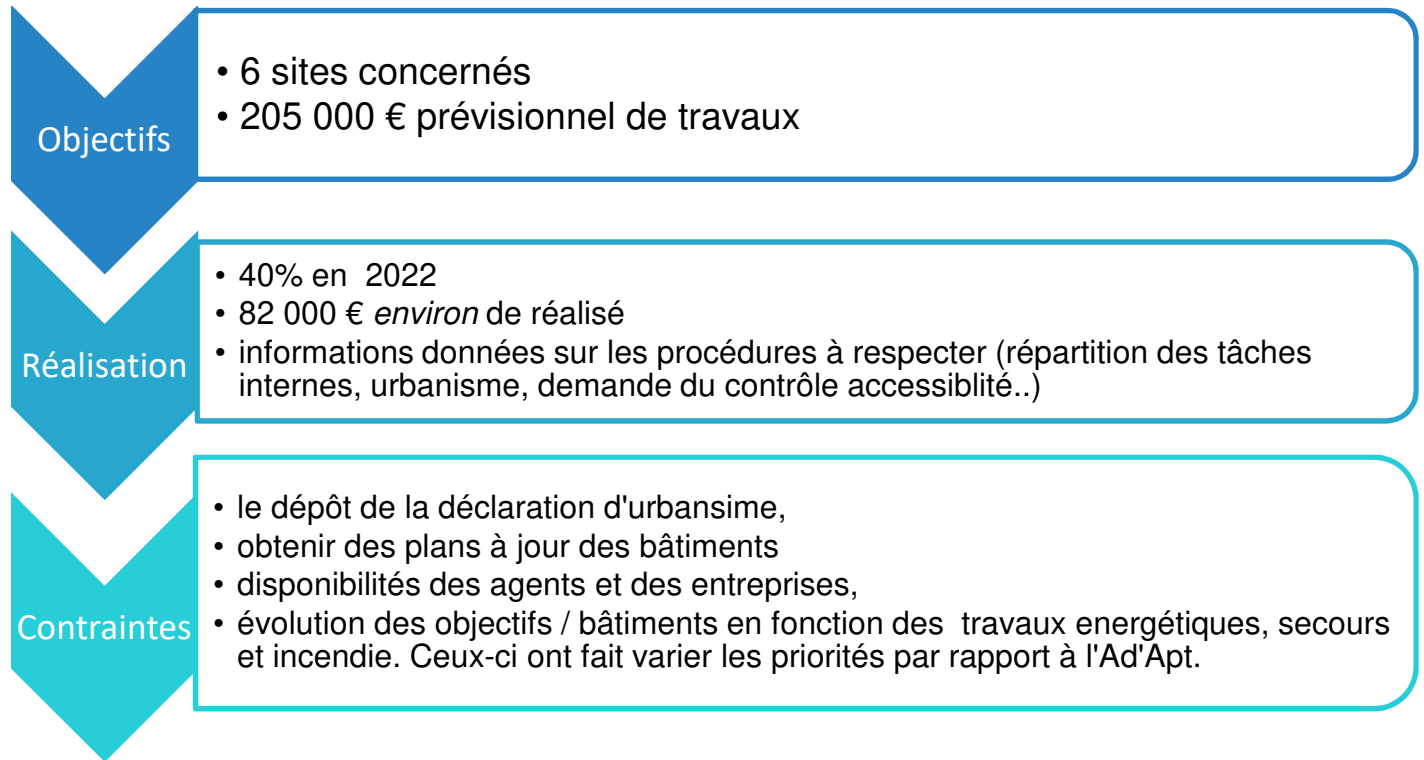 Objectifs
• 6 sites concernés
• 205 000 € prévisionnel de travaux
Réalisation
• 40% en  2022
• 82 000 € environ de réalisé
• informations données sur les procédures à respecter (répartition des tâches
internes, urbanisme, demande du contrôle accessiblité..)
Contraintes
• le dépôt de la déclaration d'urbansime,
• obtenir des plans à jour des bâtiments
• disponibilités des agents et des entreprises,
• évolution des objectifs / bâtiments en fonction des  travaux energétiques, secours
et incendie. Ceux-ci ont fait varier les priorités par rapport à l'Ad'Apt.